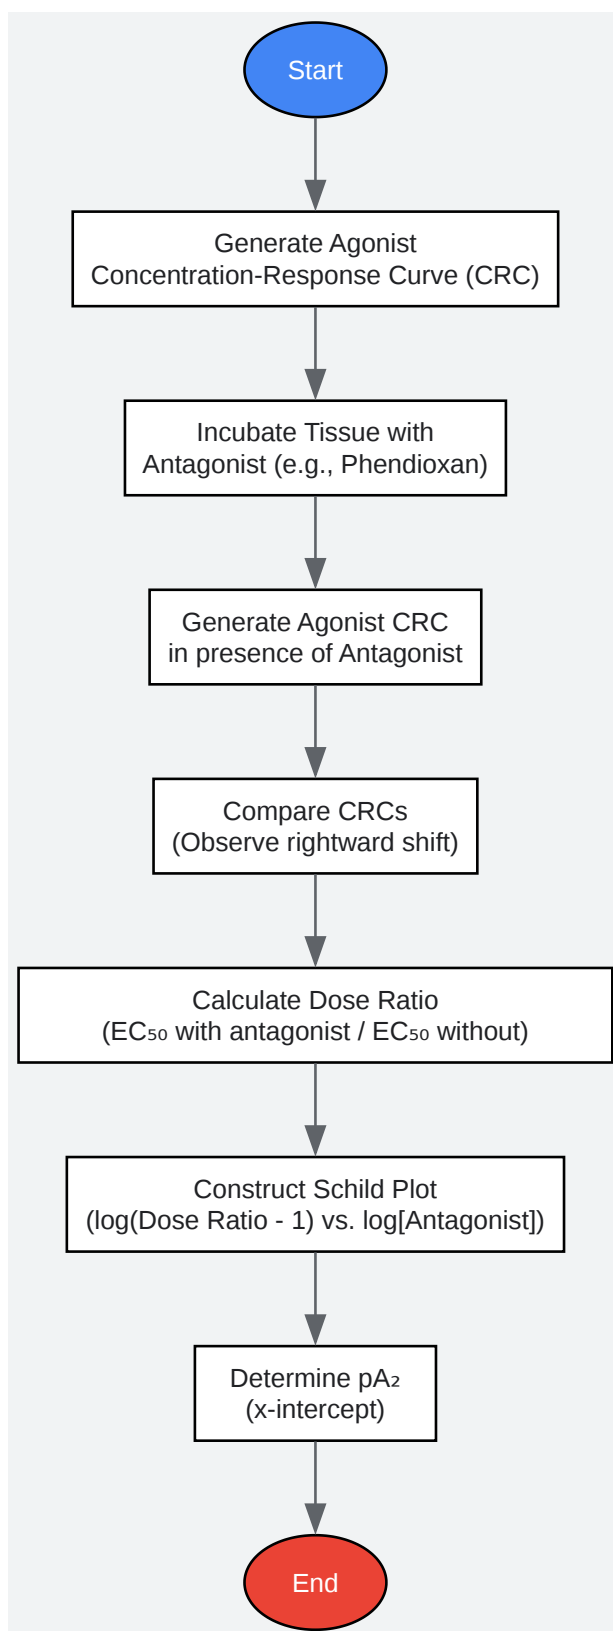 Start
Generate Agonist
Concentration-Response Curve (CRC)
Incubate Tissue with
Antagonist (e.g., Phendioxan)
Generate Agonist CRC
in presence of Antagonist
Compare CRCs
(Observe rightward shift)
Calculate Dose Ratio
(EC₅₀ with antagonist / EC₅₀ without)
Construct Schild Plot
(log(Dose Ratio - 1) vs. log[Antagonist])
Determine pA₂
(x-intercept)
End